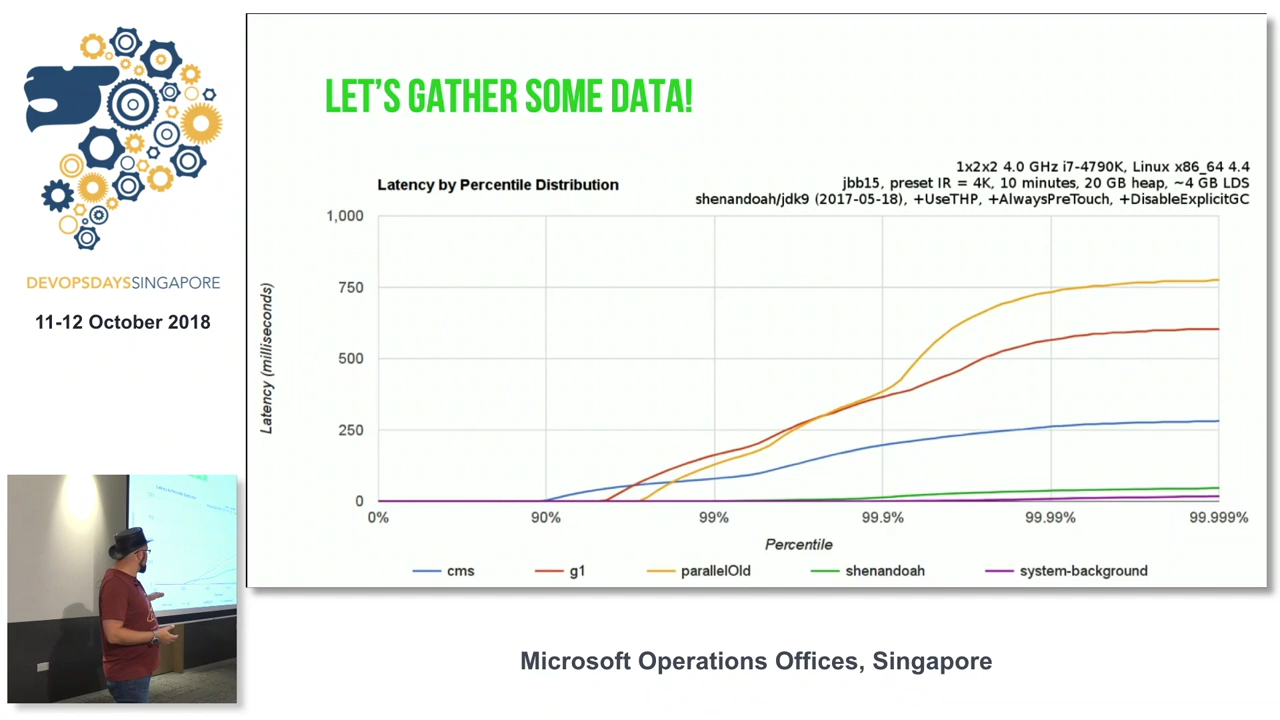 DEVOPSDAYSSINGAPORE
11-12 October 2018
LET'S GATHER SOME DATA!
1x2x2 4.0 GHz i7-4790K, Linux x86_64 4.4
jbb15, preset IR = 4K, 10 minutes, 20 GB heap, ~4 GB LDS
shenandoah/jdk9 (2017-05-18), +UseTHP, +AlwaysPreTouch, +DisableExplicitGC
Latency by Percentile Distribution
Latency (milliseconds)
1,000
750
500
250
0
0% 90% 99% 99.9% 99.99% 99.999%
Percentile
cms g1 parallelOld shenandoah system-background
Microsoft Operations Offices, Singapore